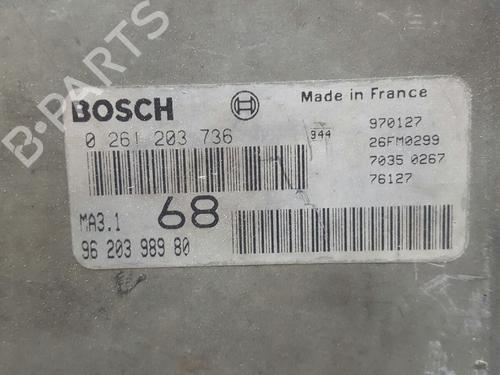 B-PARTS
BOSCH
Made in France
0 261 203 736
944
970127
26FM0299
7035 0267
76127
MA3.1
68
96 203 989 80